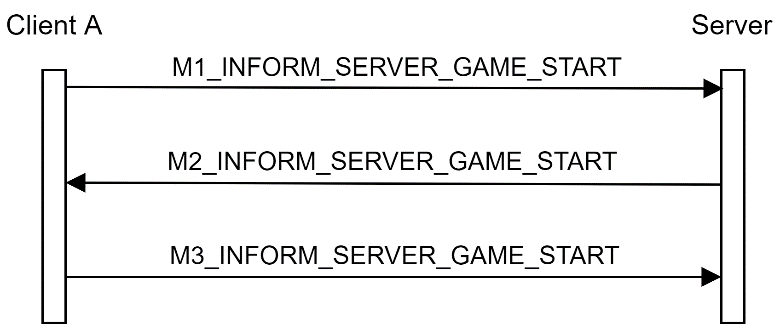 Client A
Server
M1_INFORM_SERVER_GAME_START
M2_INFORM_SERVER_GAME_START
M3_INFORM_SERVER_GAME_START